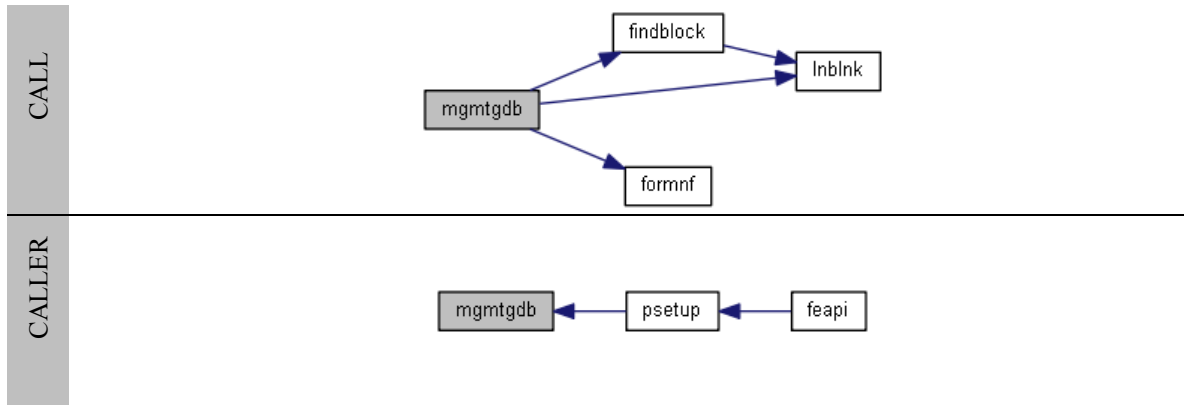 CALL
findblock
lnblnk
mgmtgdb
formnf
CALLER
mgmtgdb
psetup
feapi